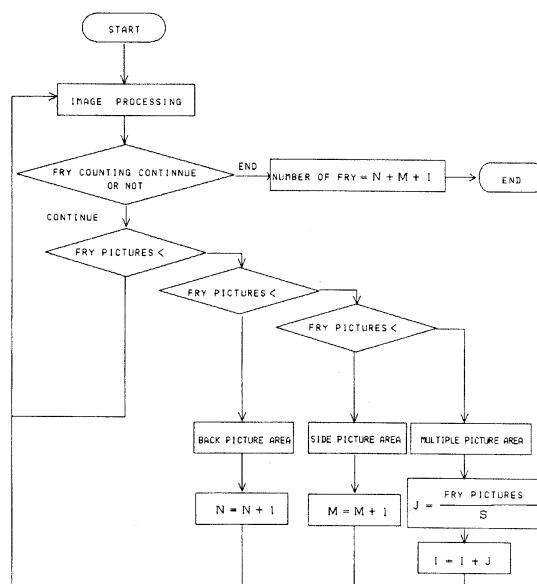 START
IMAGE PROCESSING
FRY COUNTING CONTINNUE
OR NOT
END
NUMBER OF FRY = N + M + I
END
CONTINUE
FRY PICTURES <
FRY PICTURES <
FRY PICTURES <
BACK PICTURE AREA
SIDE PICTURE AREA
MULTIPLE PICTURE AREA
N = N + 1
M = M + 1
J = FRY PICTURES
S
I = I + J